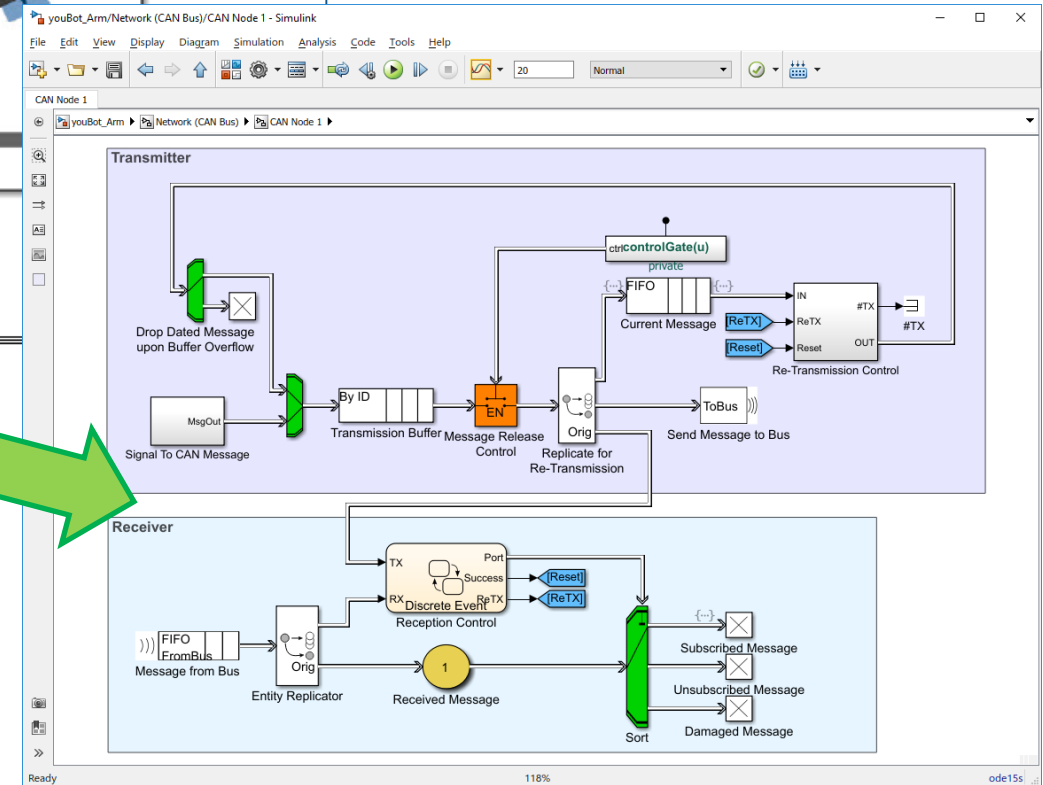 youBot_Arm/Network (CAN Bus)/CAN Node 1 - Simulink
File Edit View Display Diagram Simulation Analysis Code Tools Help
20 Normal
CAN Node 1
youBot_Arm Network (CAN Bus) CAN Node 1
Transmitter
ctrl controlGate(u)
private
{...} FIFO {...}
Current Message
IN
#TX
[ReTX]
ReTX
#TX
[Reset]
Reset
OUT
Re-Transmission Control
Drop Dated Message
upon Buffer Overflow
By ID
Transmission Buffer
EN
Message Release
Control
Orig
Replicate for
Re-Transmission
ToBus
Send Message to Bus
MsgOut
Signal To CAN Message
Receiver
TX
Port
Success
[Reset]
RX
Discrete Event
ReTX
[ReTX]
Reception Control
FIFO
FromBus
Message from Bus
Orig
Entity Replicator
1
Received Message
{...}
Subscribed Message
Unsubscribed Message
Damaged Message
Sort
Ready 118% ode15s